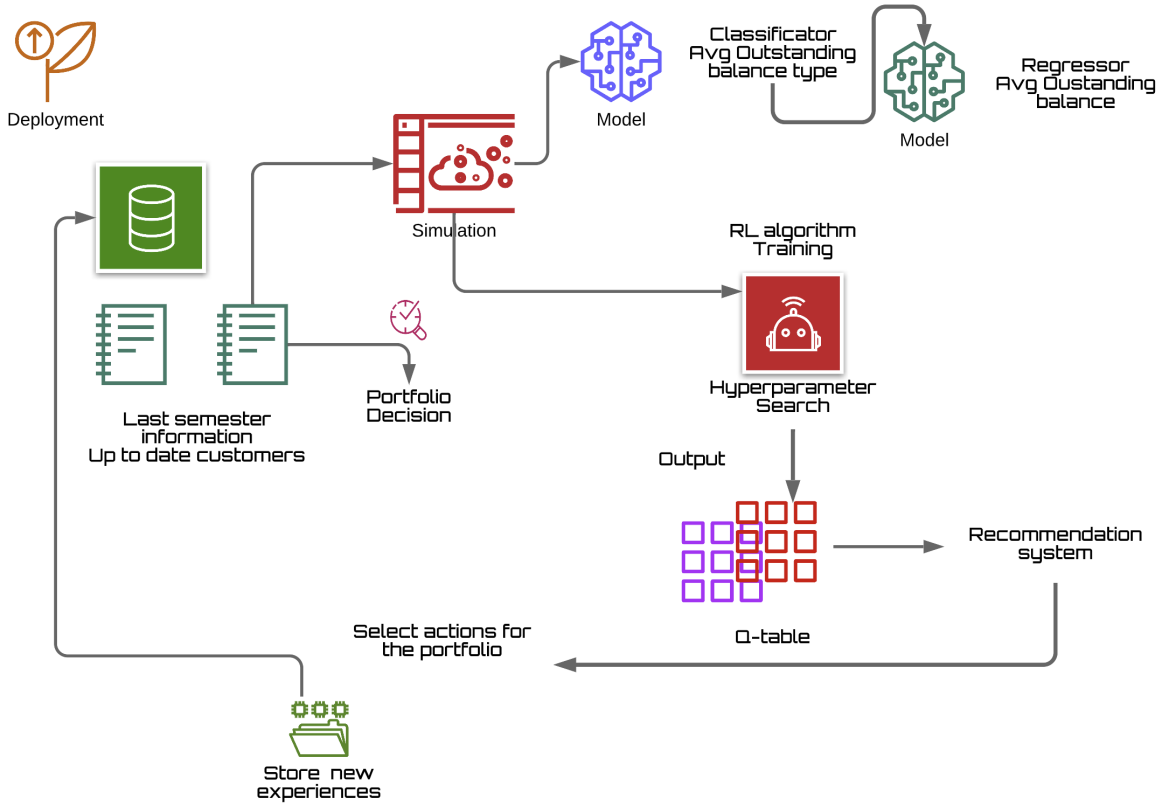 Deployment
Model
Classificator
Avg Outstanding
balance type
Model
Regressor
Avg Oustanding
balance
Simulation
RL algorithm
Training
Portfolio
Decision
Hyperparameter
Search
Last semester
information
Up to date customers
Output
Recommendation
system
Q-table
Select actions for
the portfolio
Store new
experiences